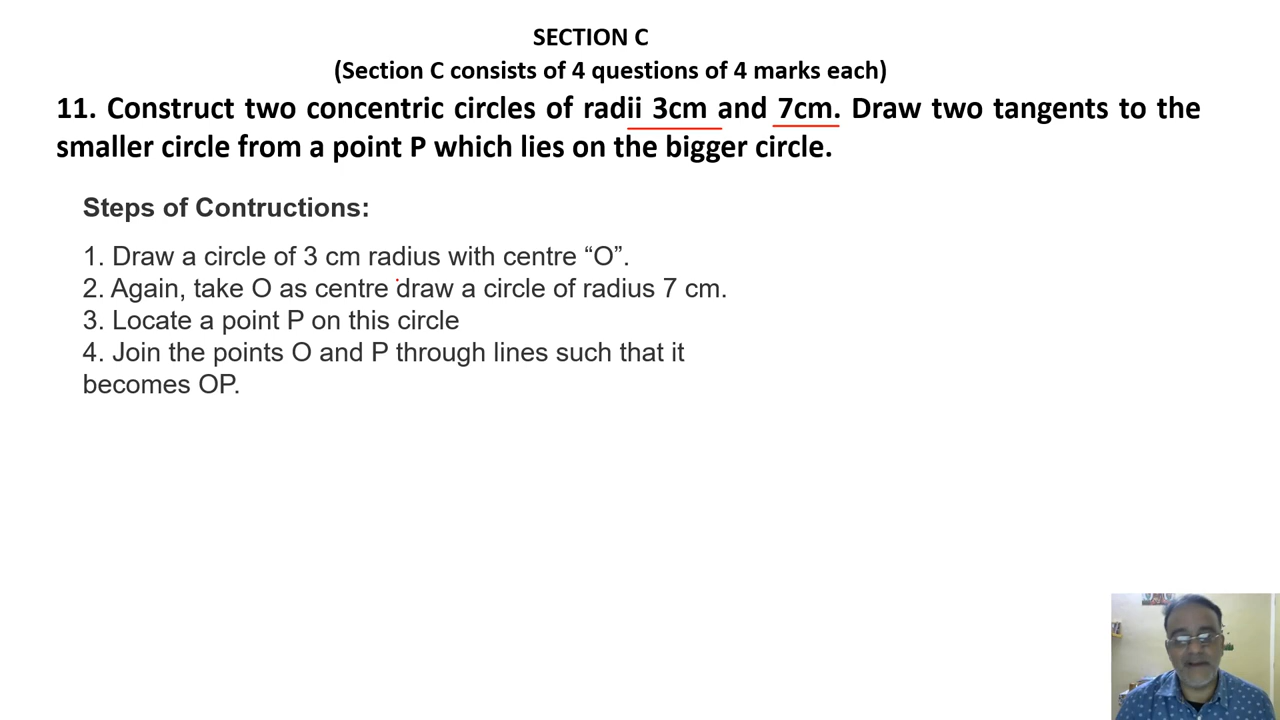 SECTION C
(Section C consists of 4 questions of 4 marks each)
11. Construct two concentric circles of radii 3cm and 7cm. Draw two tangents to the
smaller circle from a point P which lies on the bigger circle.
Steps of Contructions:
1. Draw a circle of 3 cm radius with centre “O”.
2. Again, take O as centre draw a circle of radius 7 cm.
3. Locate a point P on this circle
4. Join the points O and P through lines such that it
becomes OP.